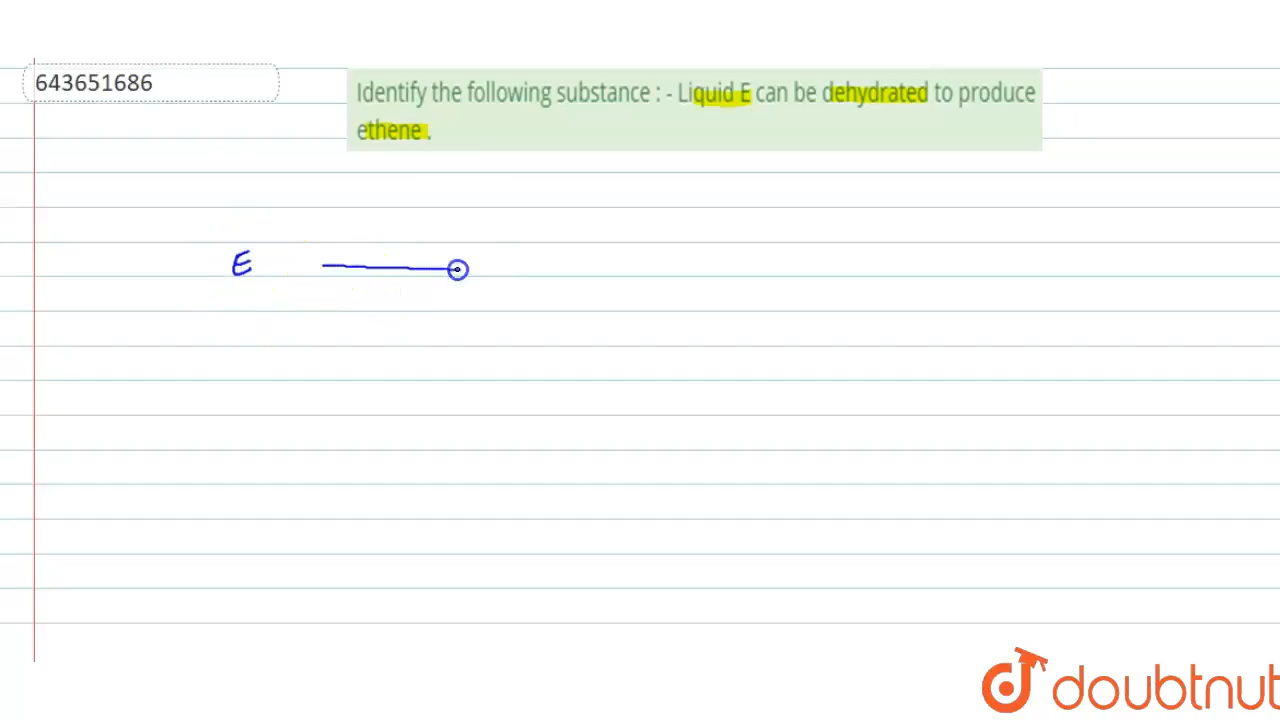 643651686
Identify the following substance : - Liquid E can be dehydrated to produce
ethene .
E
doubtnut